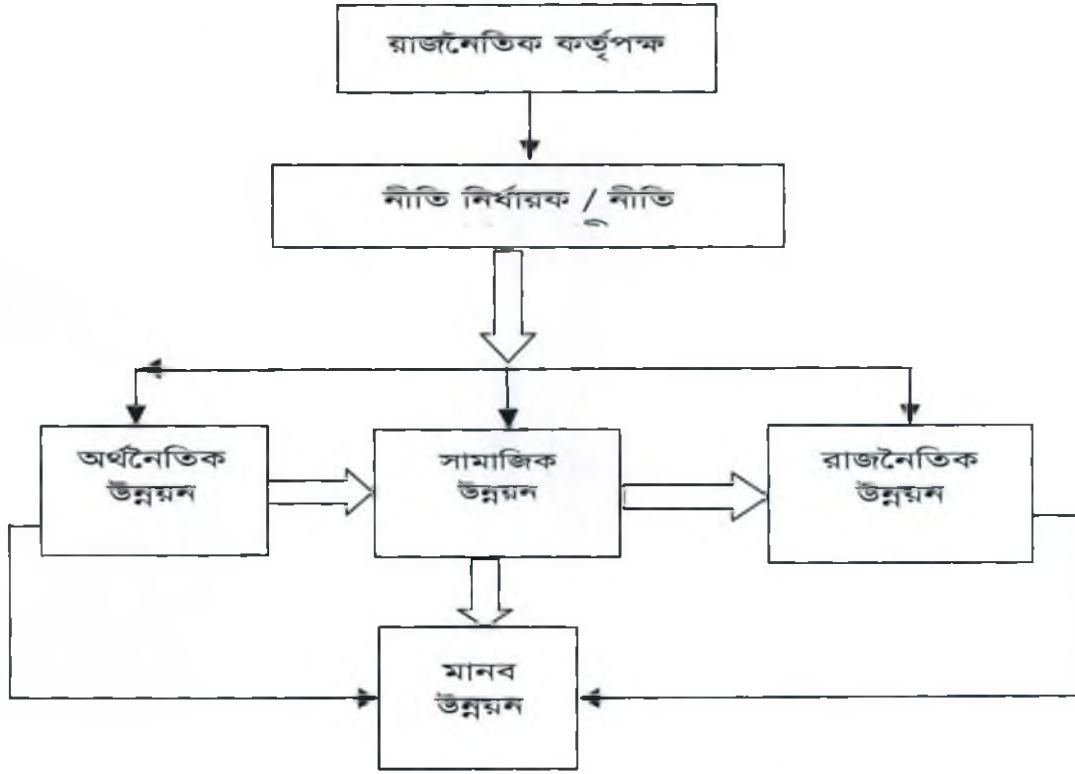 রাজনৈতিক কর্তৃপক্ষ
নীতি নির্ধারক / নীতি
অর্থনৈতিক
উন্নয়ন
সামাজিক
উন্নয়ন
রাজনৈতিক
উন্নয়ন
মানব
উন্নয়ন